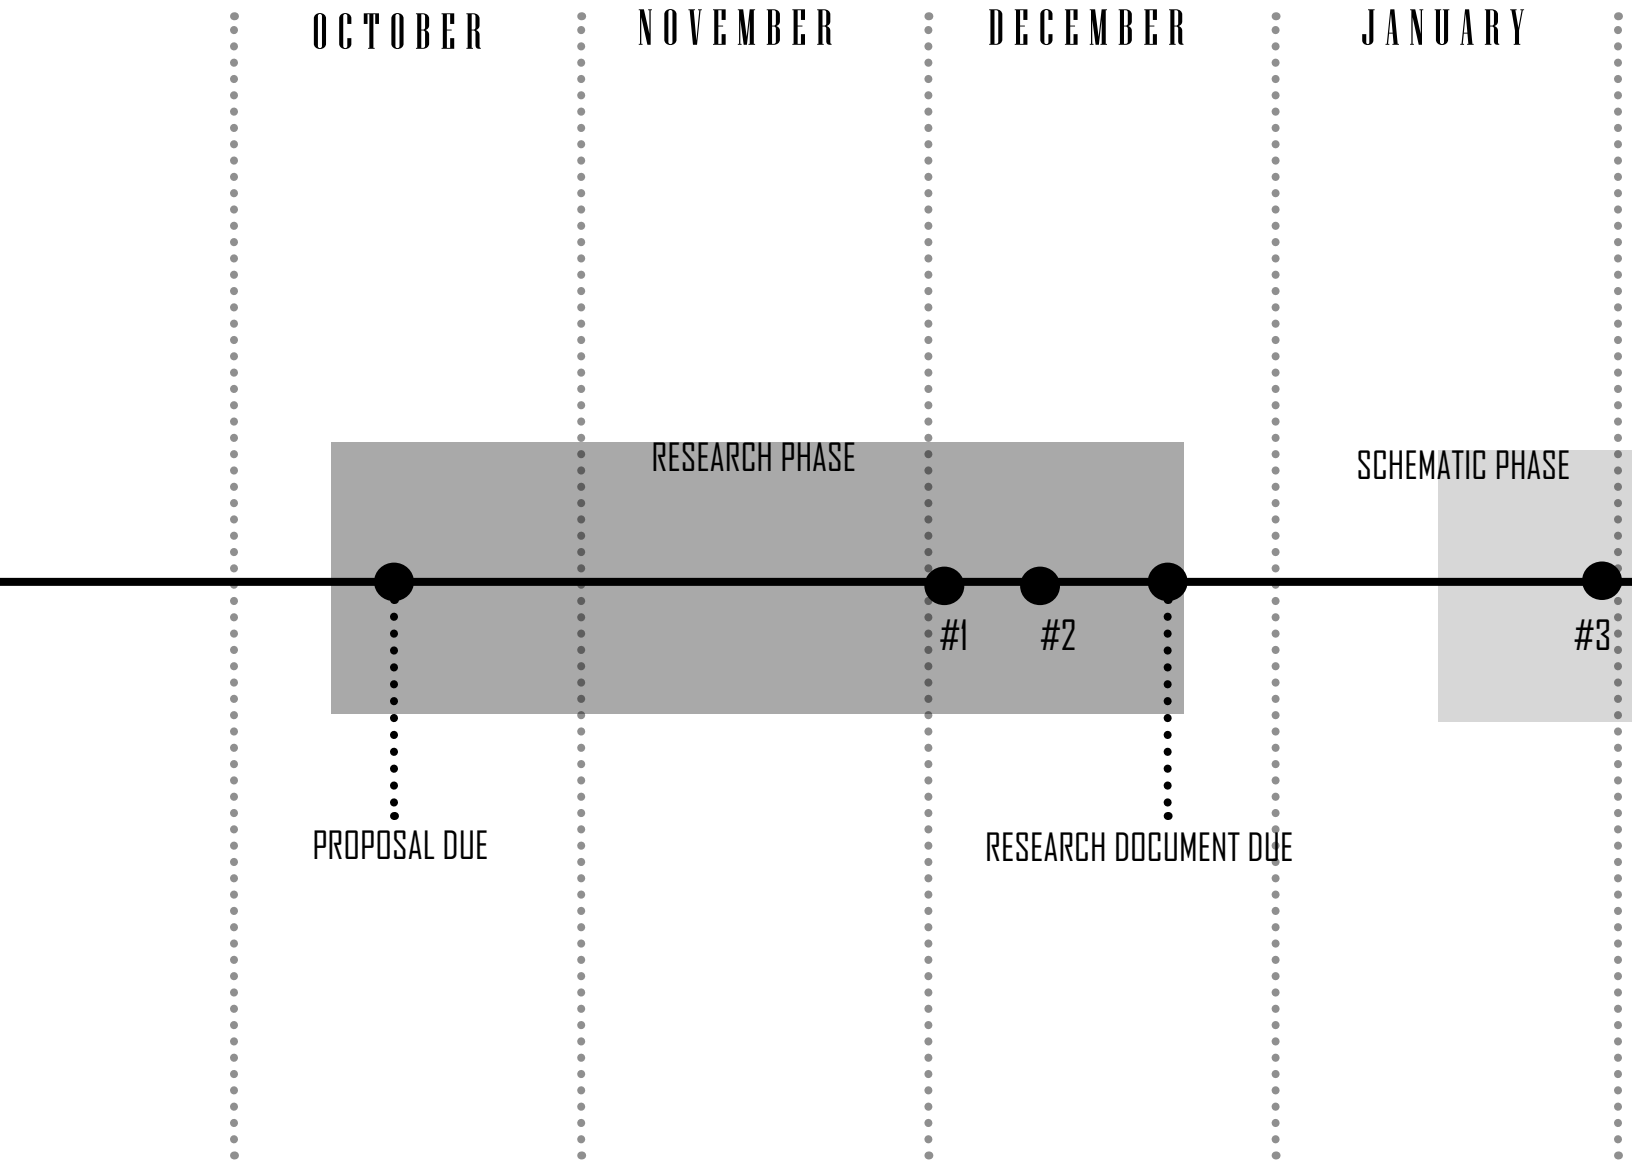 OCTOBER
NOVEMBER
DECEMBER
JANUARY
RESEARCH PHASE
SCHEMATIC PHASE
#1
#2
#3
PROPOSAL DUE
RESEARCH DOCUMENT DUE